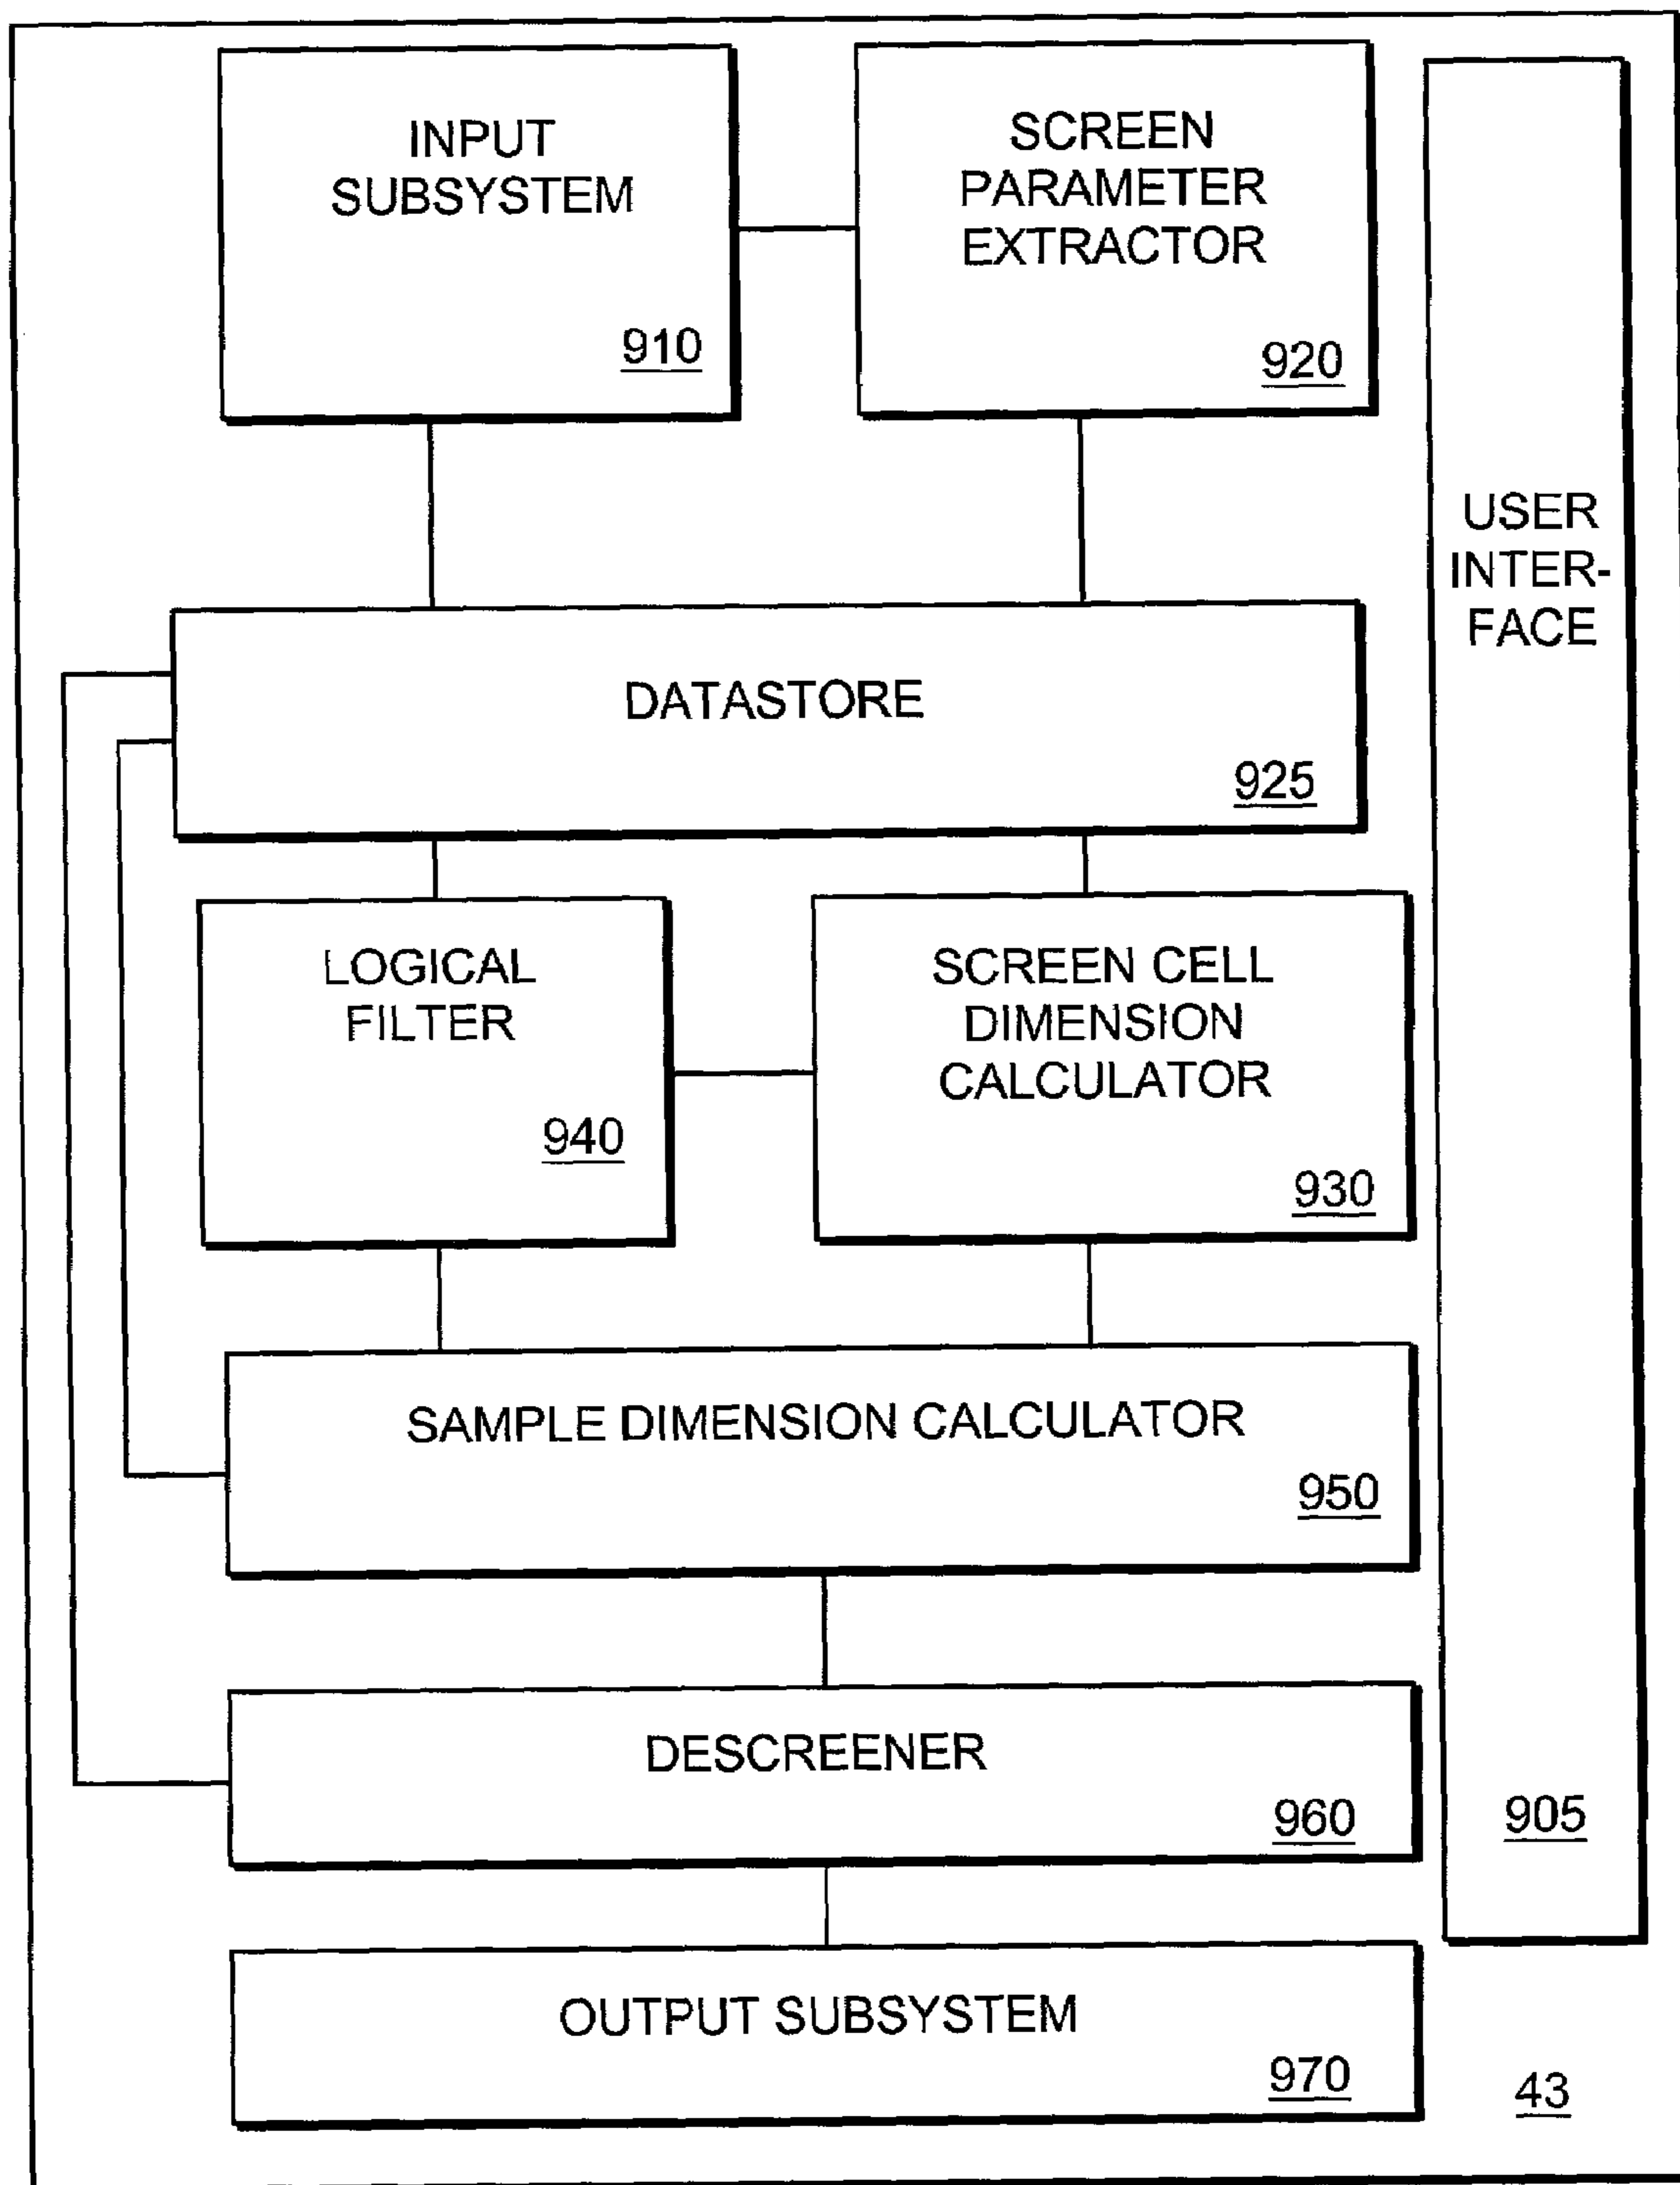 INPUT
SUBSYSTEM
910
SCREEN
PARAMETER
EXTRACTOR
920
USER
INTER-
FACE
905
DATASTORE
925
LOGICAL
FILTER
940
SCREEN CELL
DIMENSION
CALCULATOR
930
SAMPLE DIMENSION CALCULATOR
950
DESCREENER
960
OUTPUT SUBSYSTEM
970
43